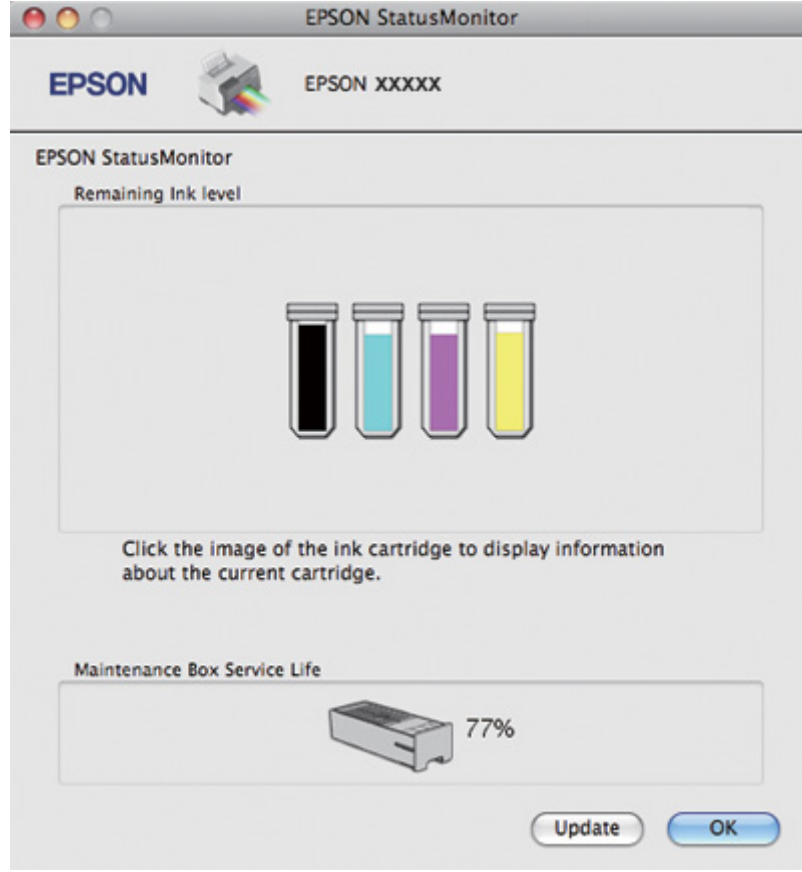 EPSON StatusMonitor
EPSON EPSON XXXXX
EPSON StatusMonitor
Remaining Ink level
Click the image of the ink cartridge to display information
about the current cartridge.
Maintenance Box Service Life
77%
Update OK